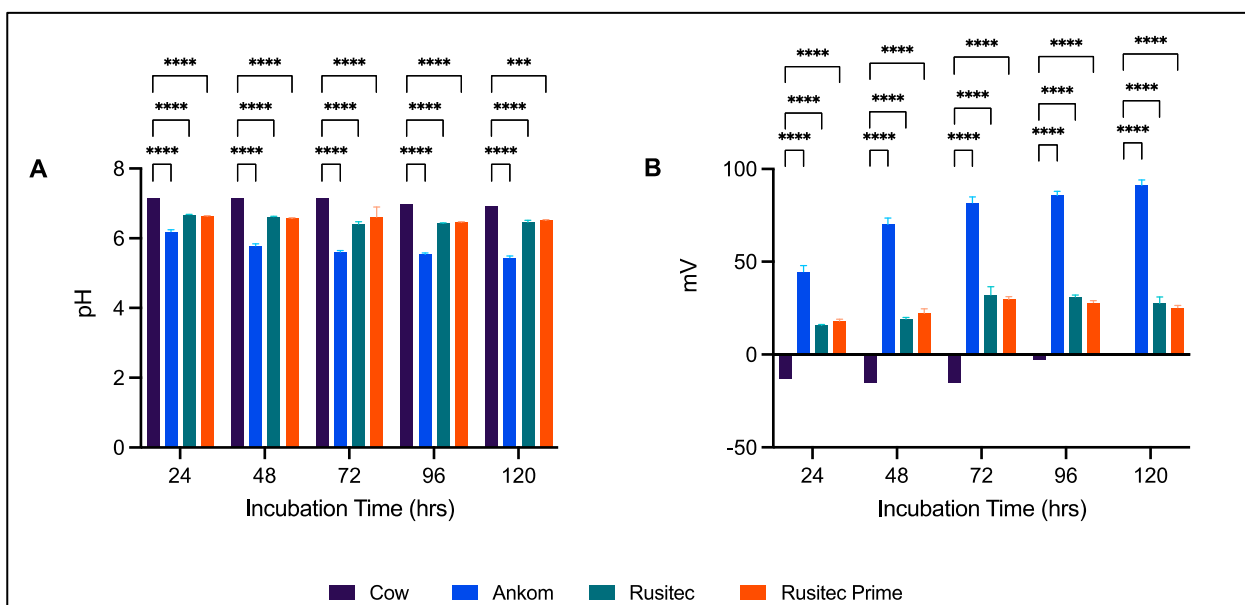 **** **** **** **** ***
**** **** **** **** ****
**** **** **** **** ****
A
8
6
4
2
0
pH
24 48 72 96 120
Incubation Time (hrs)
**** **** **** **** ****
**** **** **** **** ****
**** **** **** **** ****
B
100
50
0
-50
mV
24 48 72 96 120
Incubation Time (hrs)
Cow Ankom Rusitec Rusitec Prime